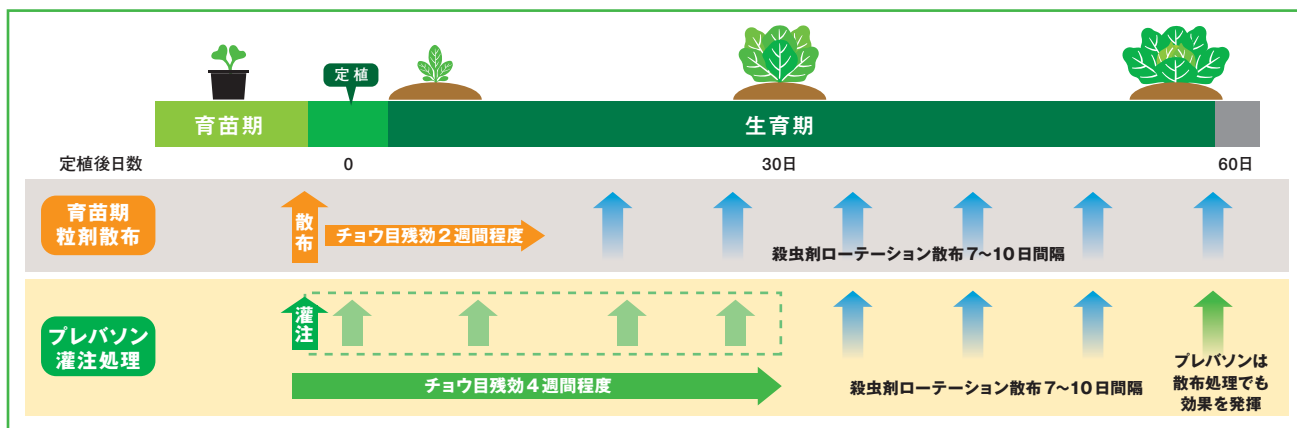 定植
育苗期
生育期
定植後日数
0
30日
60日
育苗期
粒剤散布
散布
チョウ目残効2週間程度
殺虫剤ローテーション散布7〜10日間隔
プレバソン
灌注処理
灌注
チョウ目残効4週間程度
殺虫剤ローテーション散布7〜10日間隔
プレバソンは
散布処理でも
効果を発揮